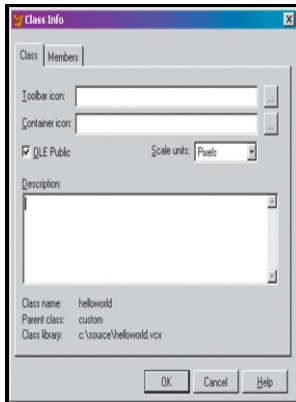 Class Info
Class Members
Toolbar icon: ...
Container icon: ...
OLE Public Scale units: Pixels
Description:
Class name: helloworld
Parent class: custom
Class library: c:\source\helloworld.vcx
OK Cancel Help